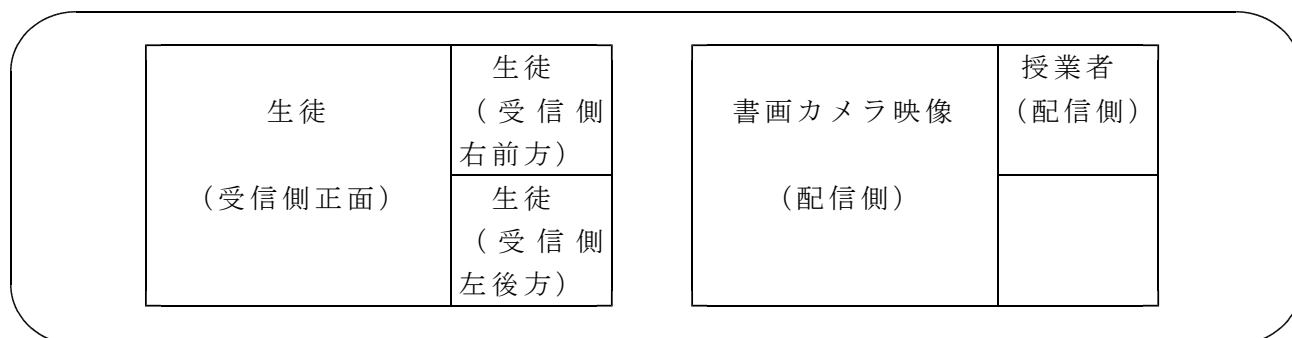 生徒
(受信側正面)
生徒
(受信側
右前方)
生徒
(受信側
左後方)
書画カメラ映像
(配信側)
授業者
(配信側)